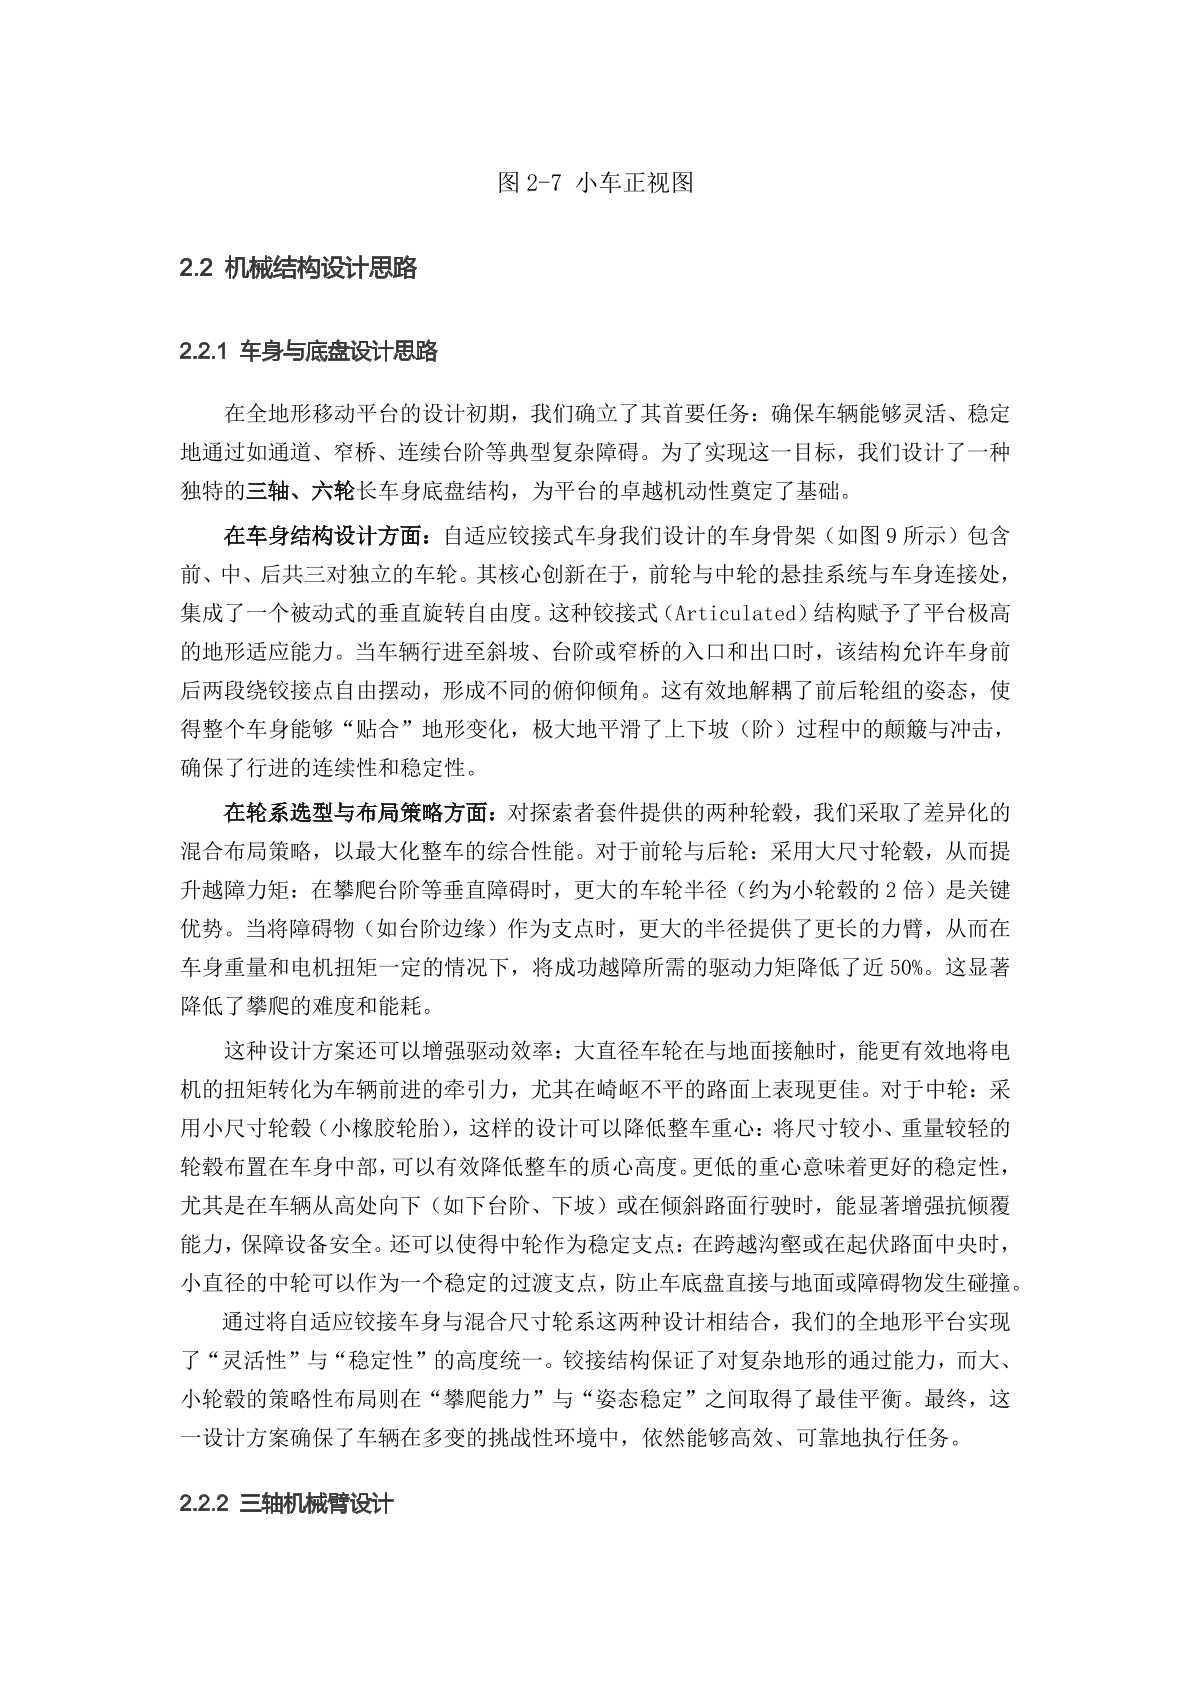 图 2-7 小车正视图
2.2 机械结构设计思路
2.2.1 车身与底盘设计思路
在全地形移动平台的设计初期，我们确立了其首要任务：确保车辆能够灵活、稳定
地通过如通道、窄桥、连续台阶等典型复杂障碍。为了实现这一目标，我们设计了一种
独特的三轴、六轮长车身底盘结构，为平台的卓越机动性奠定了基础。
在车身结构设计方面：自适应铰接式车身我们设计的车身骨架（如图 9 所示）包含
前、中、后共三对独立的车轮。其核心创新在于，前轮与中轮的悬挂系统与车身连接处，
集成了一个被动式的垂直旋转自由度。这种铰接式（Articulated）结构赋予了平台极高
的地形适应能力。当车辆行进至斜坡、台阶或窄桥的入口和出口时，该结构允许车身前
后两段绕铰接点自由摆动，形成不同的俯仰倾角。这有效地解耦了前后轮组的姿态，使
得整个车身能够“贴合”地形变化，极大地平滑了上下坡（阶）过程中的颠簸与冲击，
确保了行进的连续性和稳定性。
在轮系选型与布局策略方面：对探索者套件提供的两种轮毂，我们采取了差异化的
混合布局策略，以最大化整车的综合性能。对于前轮与后轮：采用大尺寸轮毂，从而提
升越障力矩：在攀爬台阶等垂直障碍时，更大的车轮半径（约为小轮毂的 2 倍）是关键
优势。当将障碍物（如台阶边缘）作为支点时，更大的半径提供了更长的力臂，从而在
车身重量和电机扭矩一定的情况下，将成功越障所需的驱动力矩降低了近 50%。这显著
降低了攀爬的难度和能耗。
这种设计方案还可以增强驱动效率：大直径车轮在与地面接触时，能更有效地将电
机的扭矩转化为车辆前进的牵引力，尤其在崎岖不平的路面上表现更佳。对于中轮：采
用小尺寸轮毂（小橡胶轮胎），这样的设计可以降低整车重心：将尺寸较小、重量较轻的
轮毂布置在车身中部，可以有效降低整车的质心高度。更低的重心意味着更好的稳定性，
尤其是在车辆从高处向下（如下台阶、下坡）或在倾斜路面行驶时，能显著增强抗倾覆
能力，保障设备安全。还可以使得中轮作为稳定支点：在跨越沟壑或在起伏路面中央时，
小直径的中轮可以作为一个稳定的过渡支点，防止车底盘直接与地面或障碍物发生碰撞。
通过将自适应铰接车身与混合尺寸轮系这两种设计相结合，我们的全地形平台实现
了“灵活性”与“稳定性”的高度统一。铰接结构保证了对复杂地形的通过能力，而大、
小轮毂的策略性布局则在“攀爬能力”与“姿态稳定”之间取得了最佳平衡。最终，这
一设计方案确保了车辆在多变的挑战性环境中，依然能够高效、可靠地执行任务。
2.2.2 三轴机械臂设计